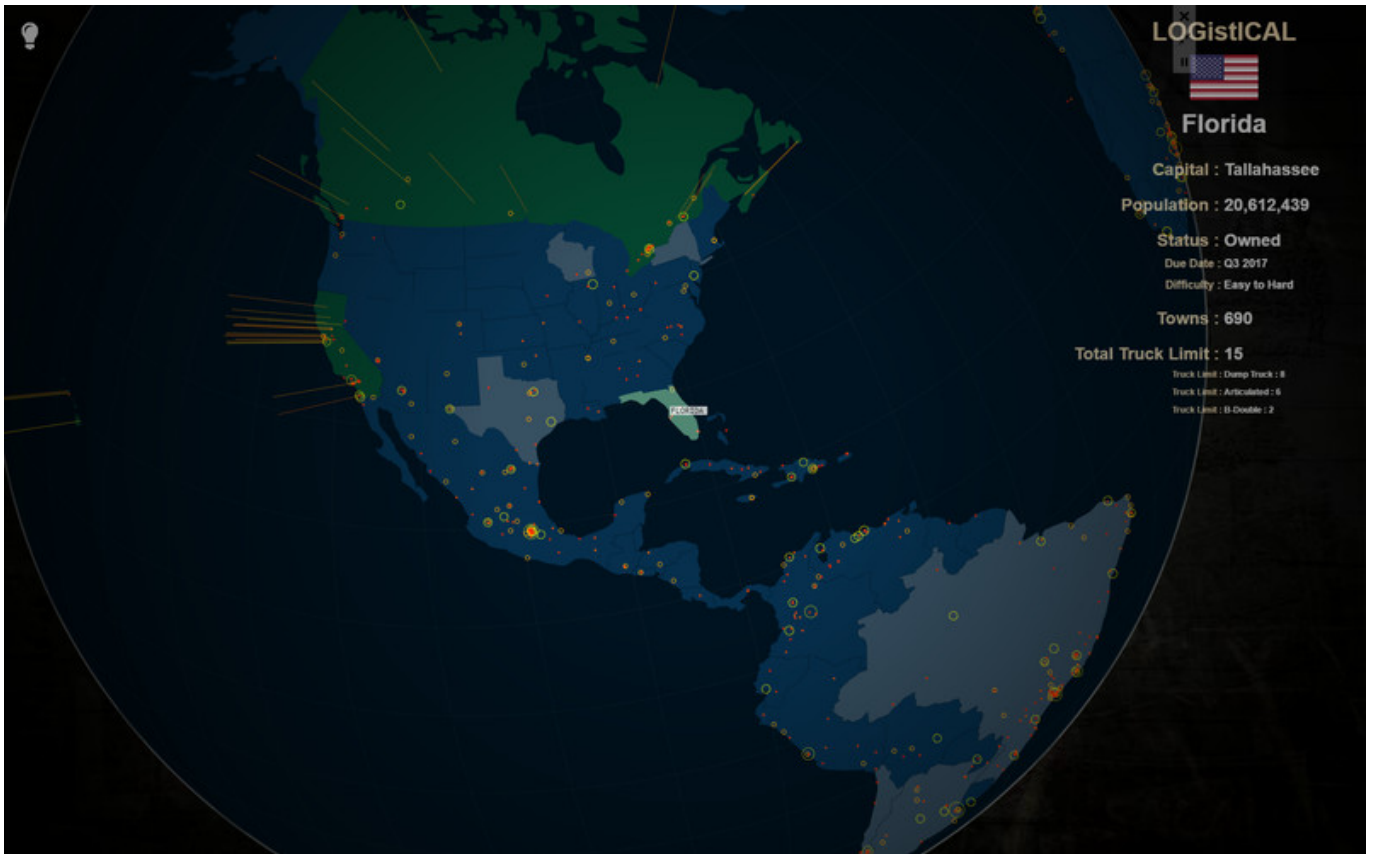 LOGistICAL
Florida
Capital : Tallahassee
Population : 20,612,439
Status : Owned
Due Date : Q3 2017
Difficulty : Easy to Hard
Towns : 690
Total Truck Limit : 15
Truck Limit : Dump Truck : 8
Truck Limit : Articulated : 6
Truck Limit : B-Double : 2
FLORIDA